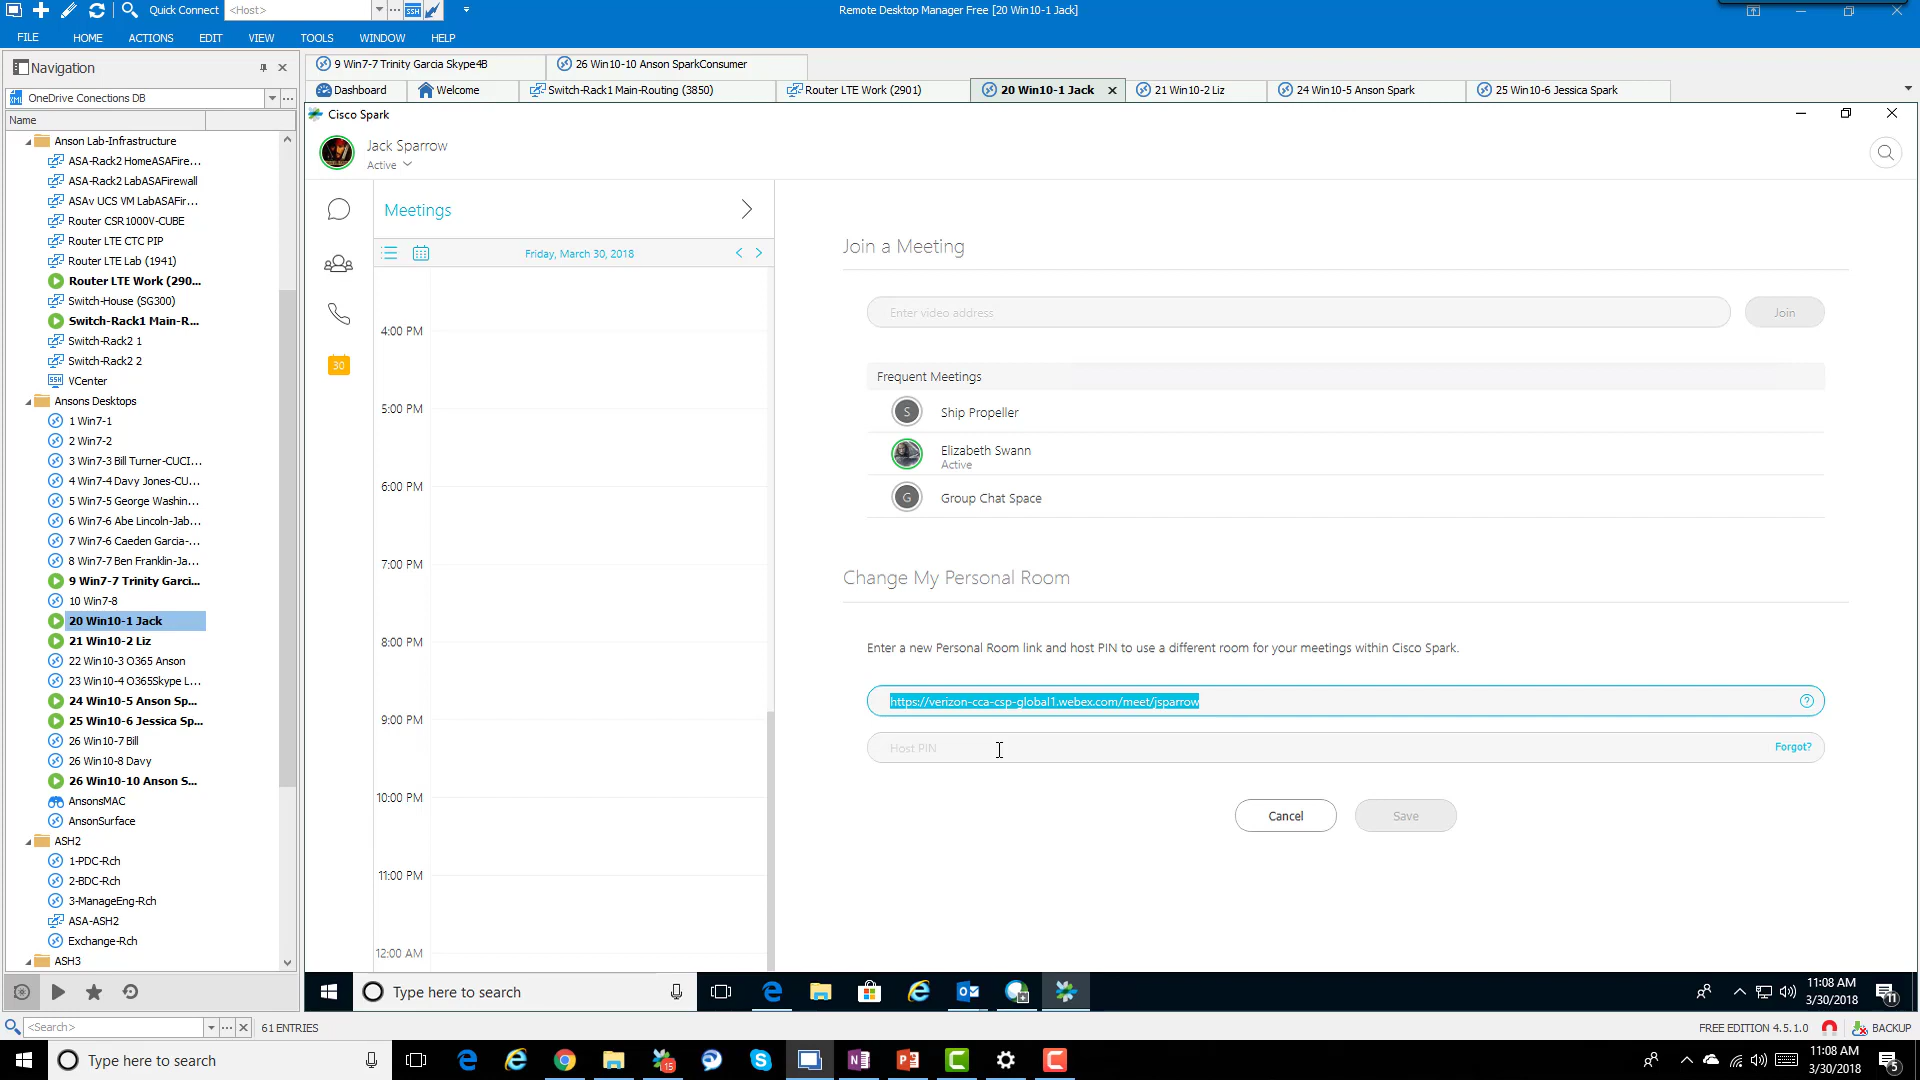 Quick Connect
<Host>
SSH
Remote Desktop Manager Free [20 Win10-1 Jack]
FILE
HOME
ACTIONS
EDIT
VIEW
TOOLS
WINDOW
HELP
Navigation
9 Win7-7 Trinity Garcia Skype4B
26 Win10-10 Anson SparkConsumer
OneDrive Conections DB
Dashboard
Welcome
Switch-Rack1 Main-Routing (3850)
Router LTE Work (2901)
20 Win10-1 Jack
21 Win10-2 Liz
24 Win10-5 Anson Spark
25 Win10-6 Jessica Spark
Name
Anson Lab-Infrastructure
ASA-Rack2 HomeASAFire...
ASA-Rack2 LabASAFirewall
ASAv UCS VM LabASAFir...
Router CSR1000V-CUBE
Router LTE CTC PIP
Router LTE Lab (1941)
Router LTE Work (290...
Switch-House (SG300)
Switch-Rack1 Main-R...
Switch-Rack2 1
Switch-Rack2 2
SSH
VCenter
Ansons Desktops
1 Win7-1
2 Win7-2
3 Win7-3 Bill Turner-CUCI...
4 Win7-4 Davy Jones-CU...
5 Win7-5 George Washin...
6 Win7-6 Abe Lincoln-Jab...
7 Win7-6 Caeden Garcia-...
8 Win7-7 Ben Franklin-Ja...
9 Win7-7 Trinity Garci...
10 Win7-8
20 Win10-1 Jack
21 Win10-2 Liz
22 Win10-3 O365 Anson
23 Win10-4 O365Skype L...
24 Win10-5 Anson Sp...
25 Win10-6 Jessica Sp...
26 Win10-7 Bill
26 Win10-8 Davy
26 Win10-10 Anson S...
AnsonsMAC
AnsonSurface
ASH2
1-PDC-Rch
2-BDC-Rch
3-ManageEng-Rch
ASA-ASH2
Exchange-Rch
ASH3
Cisco Spark
Jack Sparrow
Active
30
Meetings
Friday, March 30, 2018
4:00 PM
5:00 PM
6:00 PM
7:00 PM
8:00 PM
9:00 PM
10:00 PM
11:00 PM
12:00 AM
Join a Meeting
Enter video address
Join
Frequent Meetings
S
Ship Propeller
Elizabeth Swann
Active
G
Group Chat Space
Change My Personal Room
Enter a new Personal Room link and host PIN to use a different room for your meetings within Cisco Spark.
https://verizon-cca-csp-global1.webex.com/meet/jsparrow
?
Host PIN
Forgot?
Cancel
Save
Type here to search
11:08 AM
3/30/2018
11
<Search>
61 ENTRIES
FREE EDITION 4.5.1.0
BACKUP
Type here to search
15
11:08 AM
3/30/2018
5